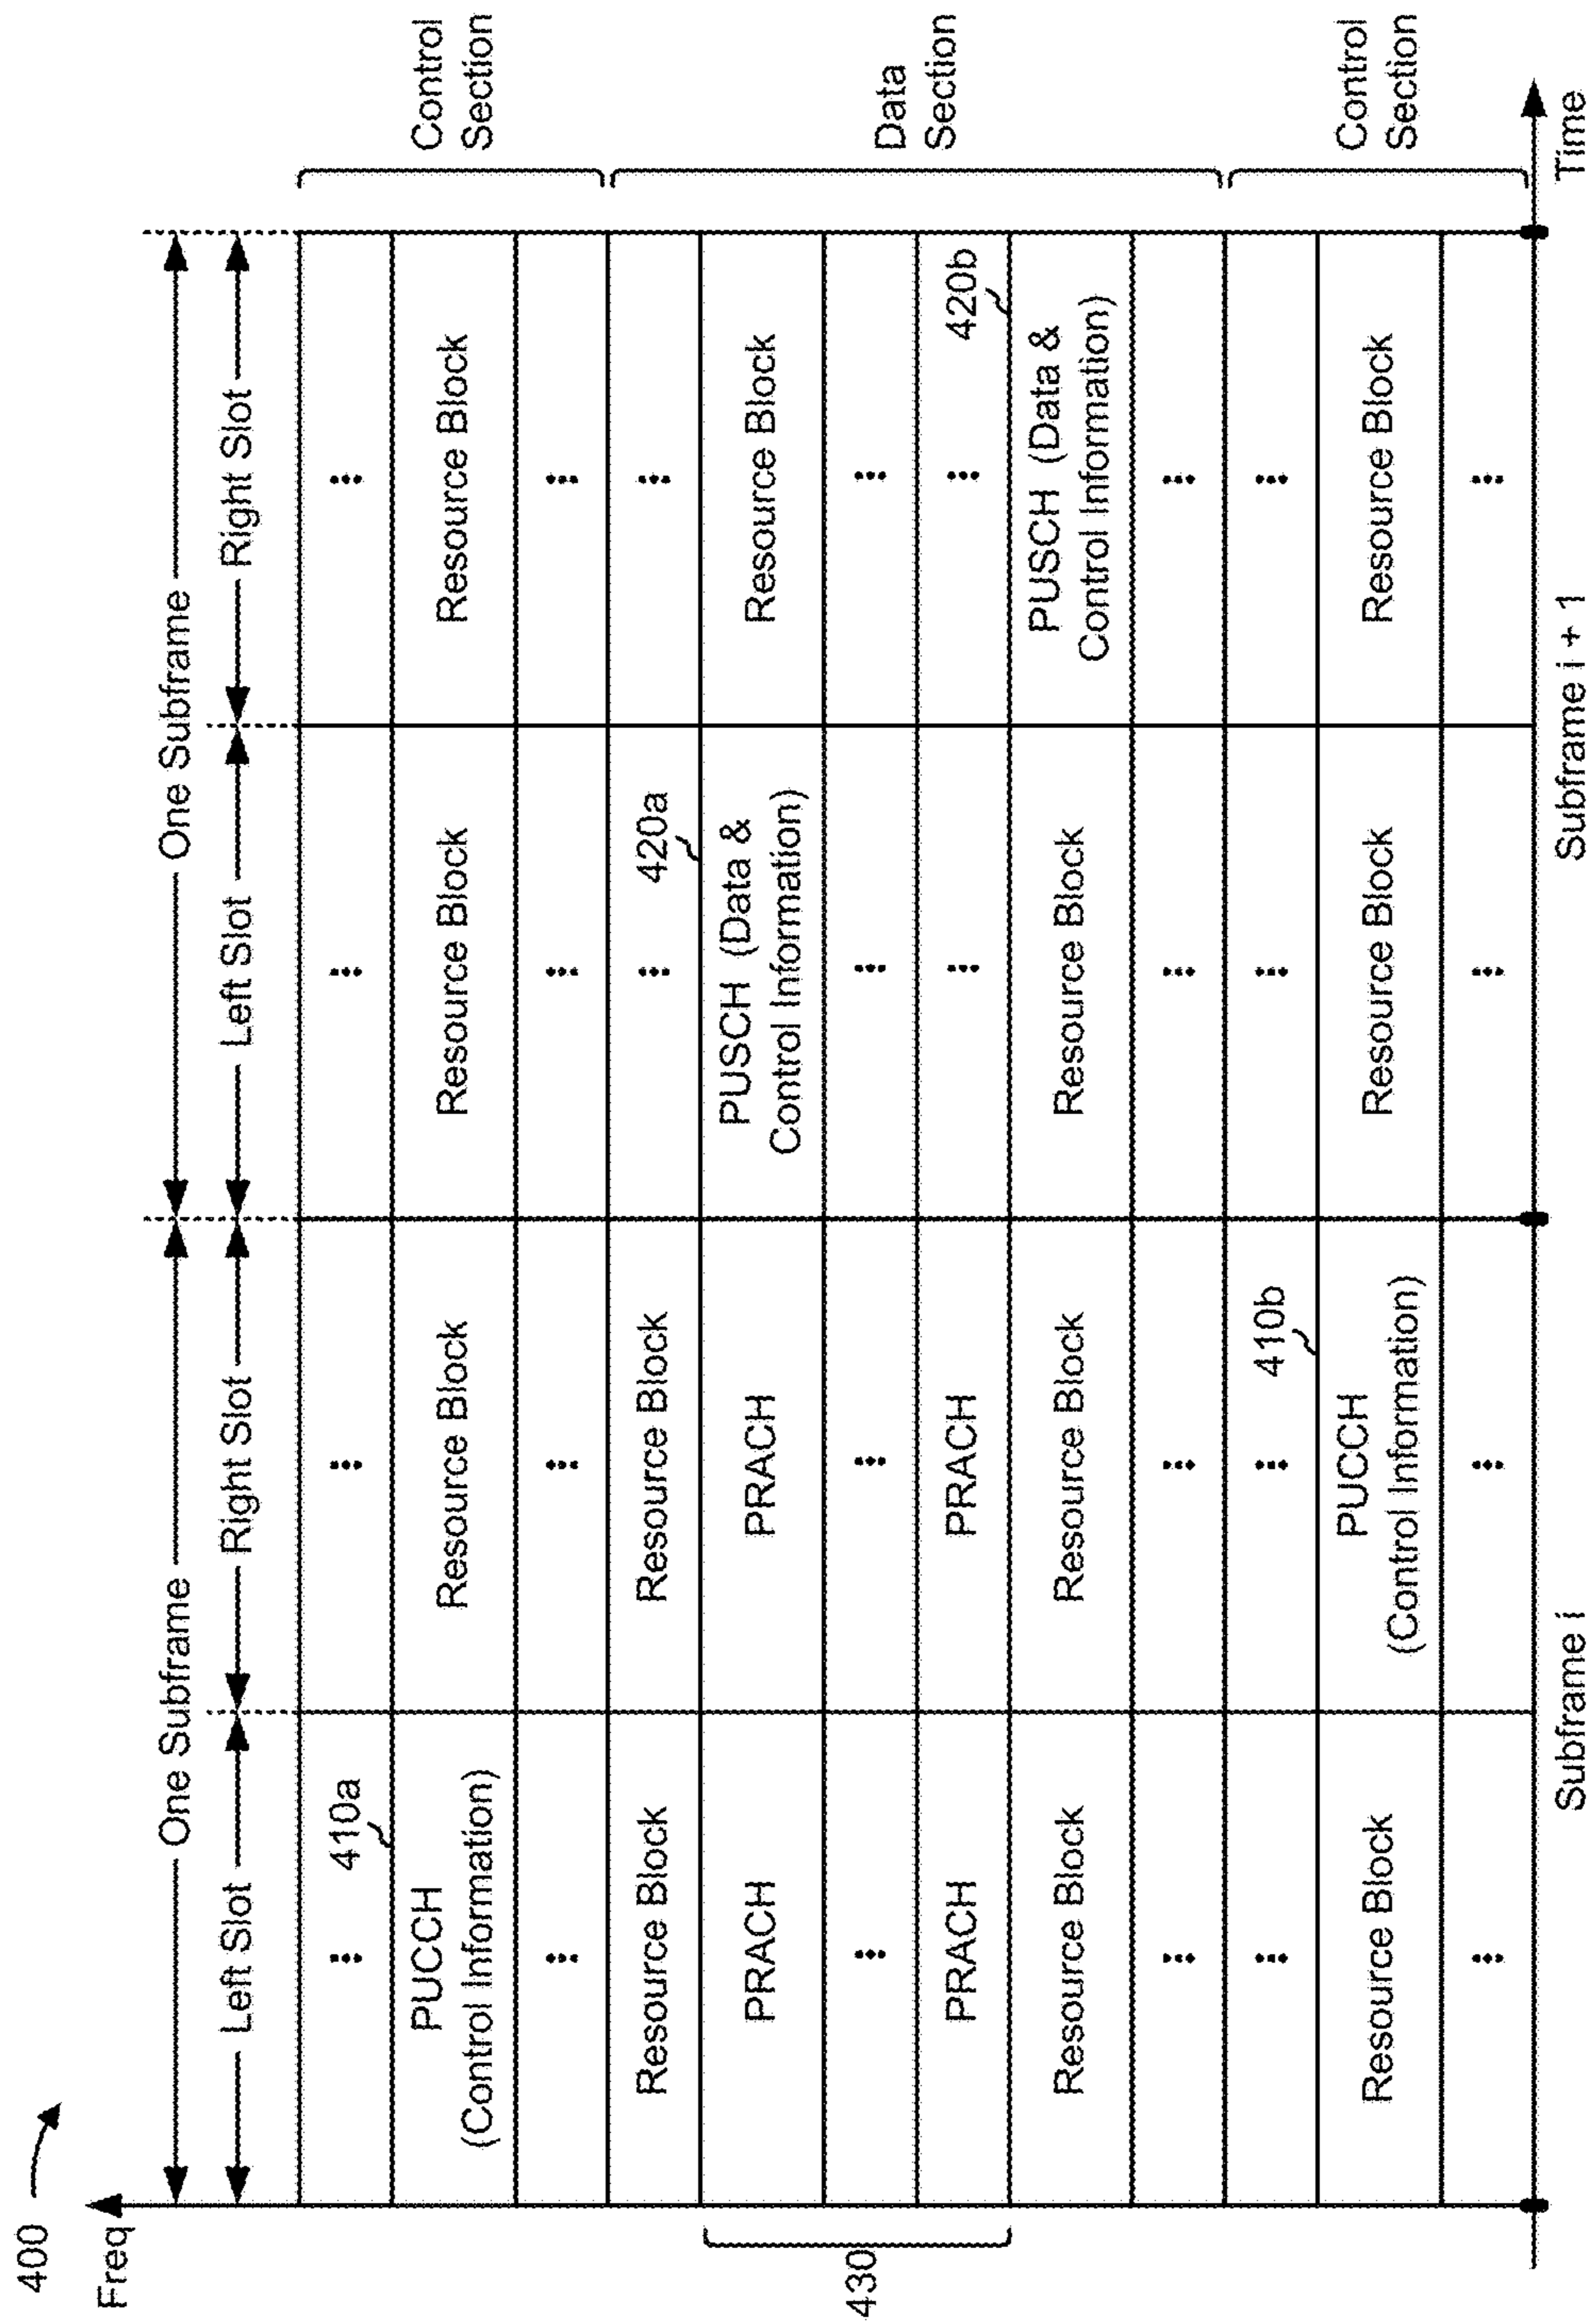 400
Freq
One Subframe
One Subframe
Left Slot
Right Slot
Left Slot
Right Slot
410a
⋮
⋮
⋮
⋮
PUCCH
(Control Information)
Resource Block
Resource Block
Resource Block
Control
Section
⋮
⋮
⋮
⋮
Resource Block
Resource Block
420a
⋮
⋮
PRACH
PRACH
PUSCH (Data &
Control Information)
Resource Block
430
⋮
⋮
⋮
⋮
Data
Section
PRACH
PRACH
⋮
⋮
420b
Resource Block
Resource Block
Resource Block
PUSCH (Data &
Control Information)
⋮
⋮
⋮
⋮
⋮
⋮
410b
⋮
⋮
Resource Block
PUCCH
(Control Information)
Resource Block
Resource Block
Control
Section
⋮
⋮
⋮
⋮
Subframe i
Subframe i + 1
Time